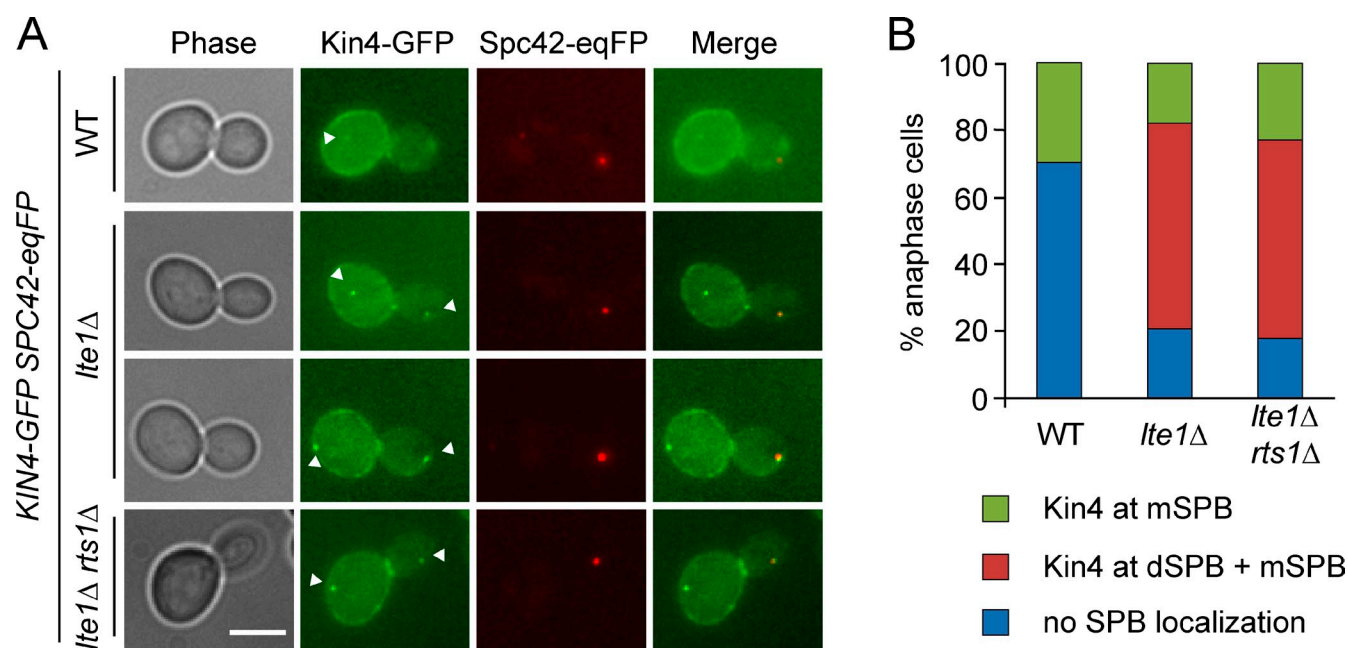 A
Phase Kin4-GFP Spc42-eqFP Merge
KIN4-GFP SPC42-eqFP
WT
lte1Δ
lte1Δ rts1Δ
B
% anaphase cells
100
80
60
40
20
0
WT lte1Δ lte1Δ
rts1Δ
Kin4 at mSPB
Kin4 at dSPB + mSPB
no SPB localization